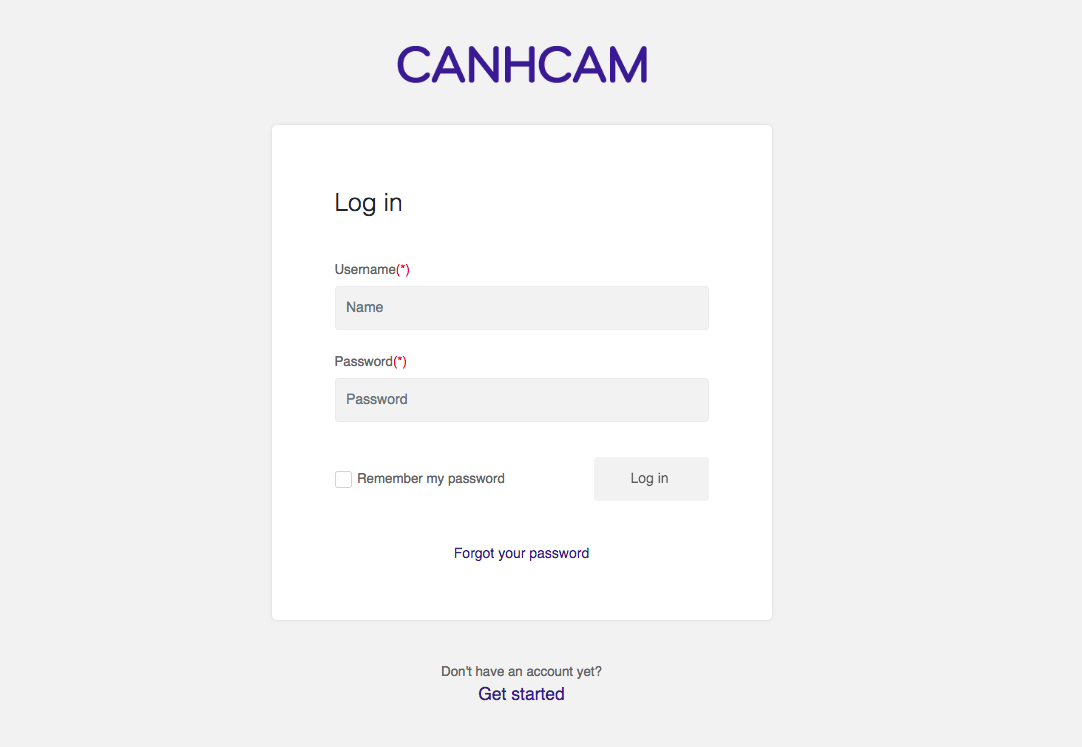 CANHCAM
Log in
Username(*)
Name
Password(*)
Password
Remember my password
Log in
Forgot your password
Don't have an account yet?
Get started